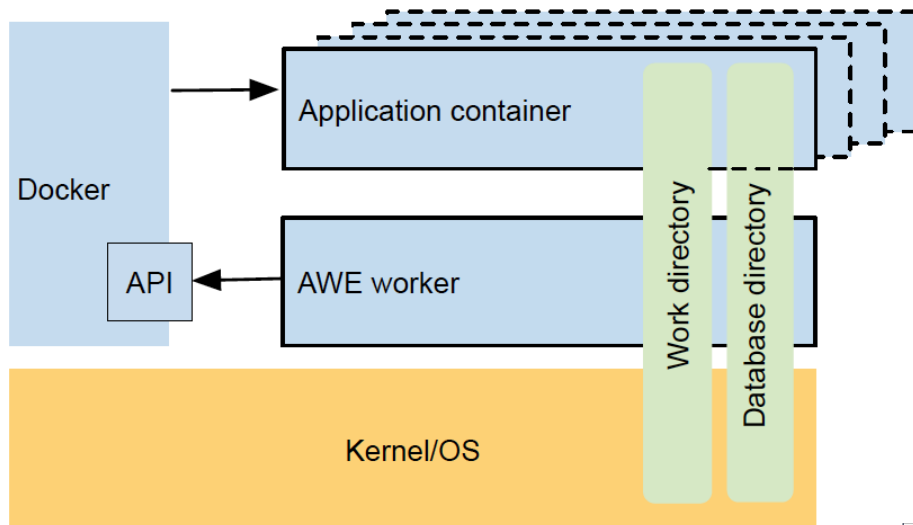 Application container
Docker
API
AWE worker
Work directory
Database directory
Kernel/OS